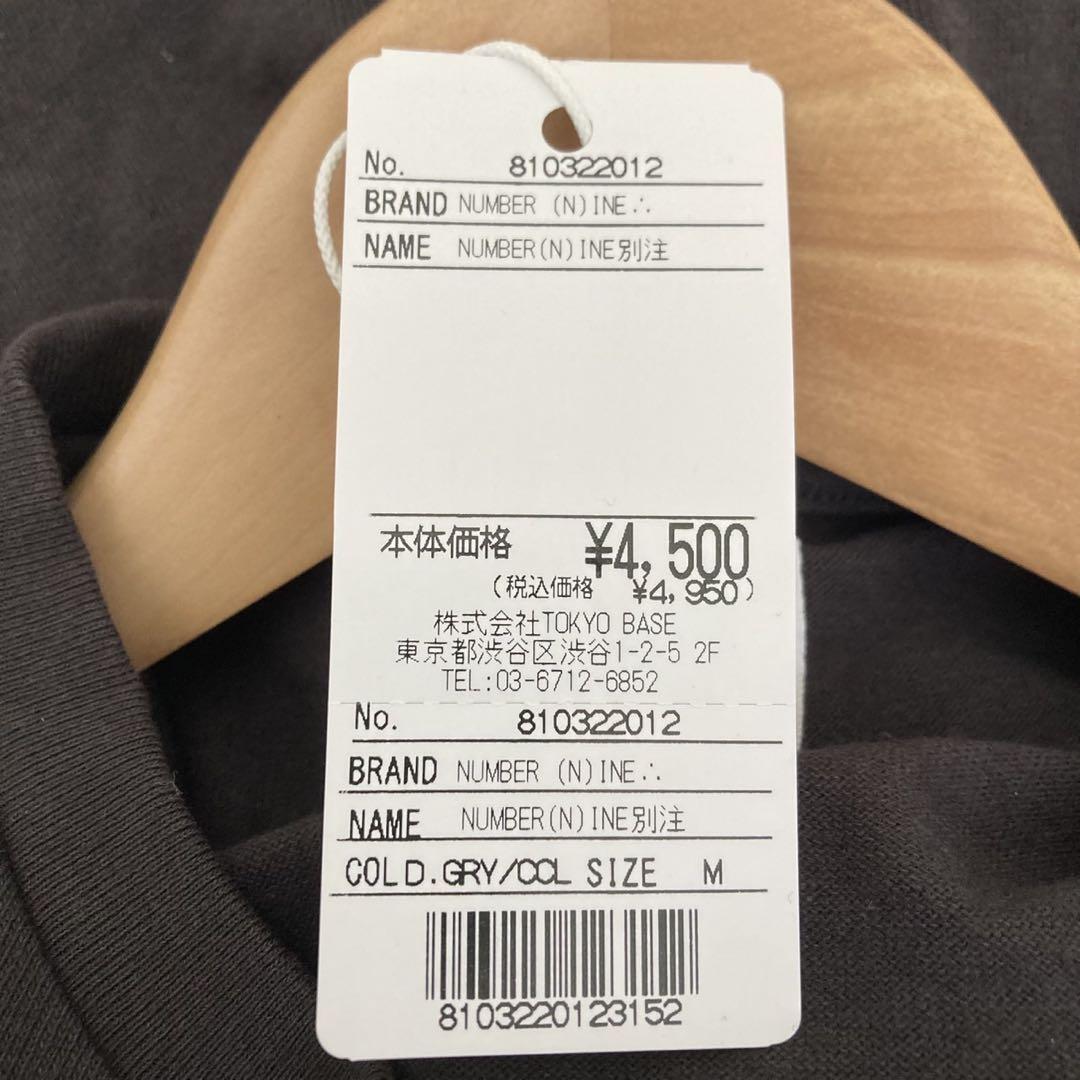 No. 810322012
BRAND NUMBER (N)INE∴
NAME NUMBER(N)INE別注
本体価格 ¥4,500
(税込価格 ¥4,950)
株式会社TOKYO BASE
東京都渋谷区渋谷1-2-5 2F
TEL:03-6712-6852
No. 810322012
BRAND NUMBER (N)INE∴
NAME NUMBER(N)INE別注
COLD.GRY/COL SIZE M
8103220123152